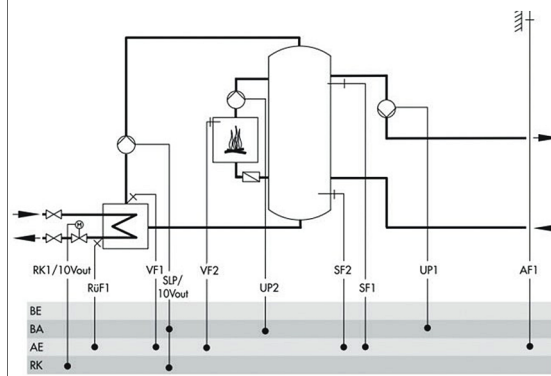 M
RK1/10Vout
RüF1
VF1
SLP/
10Vout
VF2
UP2
SF2
SF1
UP1
AF1
BE
BA
AE
RK